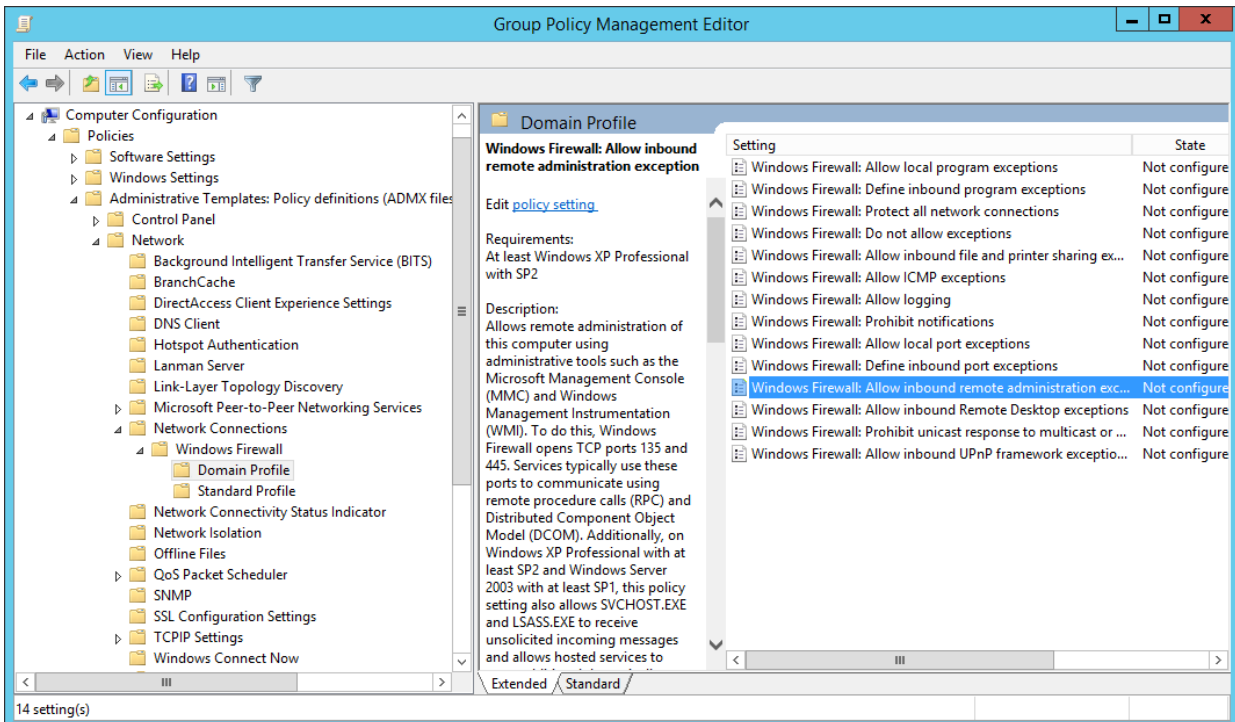 Group Policy Management Editor
File Action View Help
Computer Configuration
Policies
Software Settings
Windows Settings
Administrative Templates: Policy definitions (ADMX files
Control Panel
Network
Background Intelligent Transfer Service (BITS)
BranchCache
DirectAccess Client Experience Settings
DNS Client
Hotspot Authentication
Lanman Server
Link-Layer Topology Discovery
Microsoft Peer-to-Peer Networking Services
Network Connections
Windows Firewall
Domain Profile
Standard Profile
Network Connectivity Status Indicator
Network Isolation
Offline Files
QoS Packet Scheduler
SNMP
SSL Configuration Settings
TCPIP Settings
Windows Connect Now
Domain Profile
Windows Firewall: Allow inbound
remote administration exception
Edit policy setting
Requirements:
At least Windows XP Professional
with SP2
Description:
Allows remote administration of
this computer using
administrative tools such as the
Microsoft Management Console
(MMC) and Windows
Management Instrumentation
(WMI). To do this, Windows
Firewall opens TCP ports 135 and
445. Services typically use these
ports to communicate using
remote procedure calls (RPC) and
Distributed Component Object
Model (DCOM). Additionally, on
Windows XP Professional with at
least SP2 and Windows Server
2003 with at least SP1, this policy
setting also allows SVCHOST.EXE
and LSASS.EXE to receive
unsolicited incoming messages
and allows hosted services to
Setting State
Windows Firewall: Allow local program exceptions Not configure
Windows Firewall: Define inbound program exceptions Not configure
Windows Firewall: Protect all network connections Not configure
Windows Firewall: Do not allow exceptions Not configure
Windows Firewall: Allow inbound file and printer sharing ex... Not configure
Windows Firewall: Allow ICMP exceptions Not configure
Windows Firewall: Allow logging Not configure
Windows Firewall: Prohibit notifications Not configure
Windows Firewall: Allow local port exceptions Not configure
Windows Firewall: Define inbound port exceptions Not configure
Windows Firewall: Allow inbound remote administration exc... Not configure
Windows Firewall: Allow inbound Remote Desktop exceptions Not configure
Windows Firewall: Prohibit unicast response to multicast or ... Not configure
Windows Firewall: Allow inbound UPnP framework exceptio... Not configure
Extended Standard
14 setting(s)